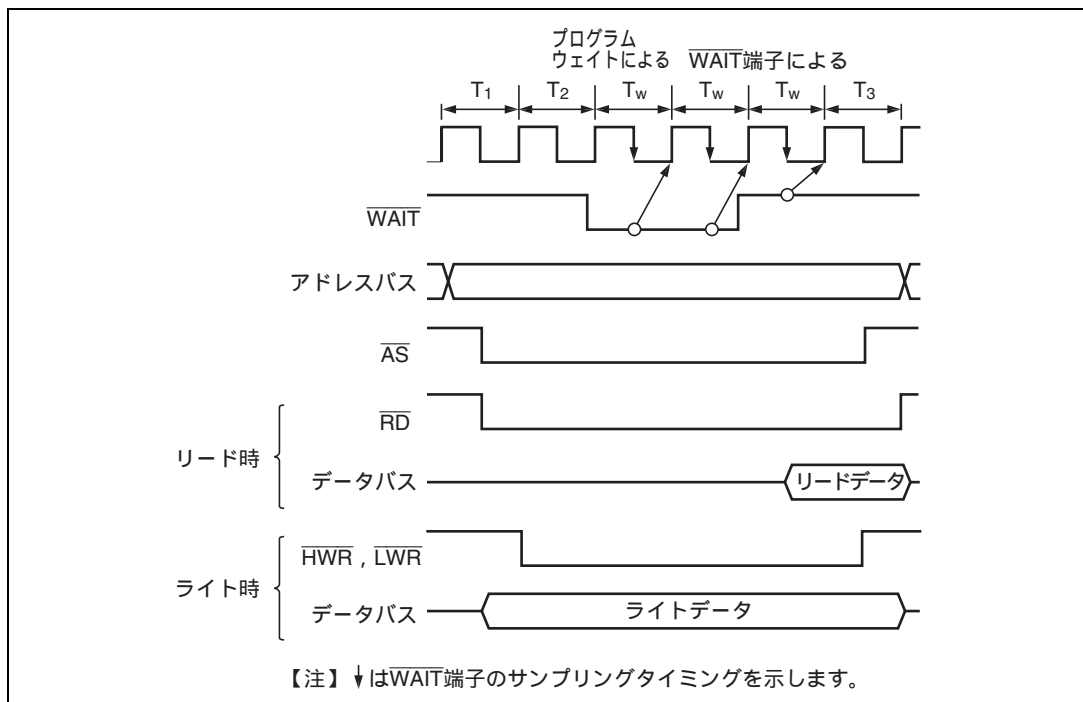 プログラム
ウェイトによる WAIT端子による
T1 T2 Tw Tw Tw T3
WAIT
アドレスバス
AS
RD
リード時
データバス リードデータ
HWR , LWR
ライト時
データバス ライトデータ
【注】↓はWAIT端子のサンプリングタイミングを示します。